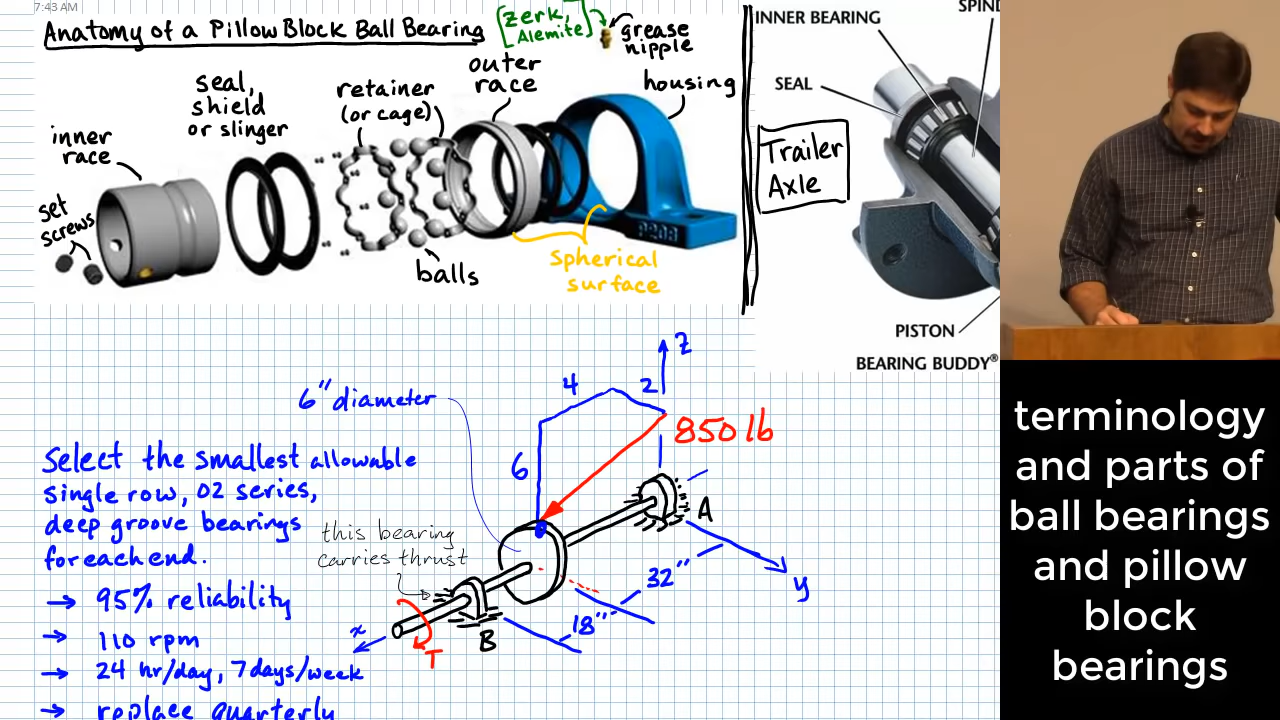 7:43 AM
Anatomy of a Pillow Block Ball Bearing
[zerk,
Alemite]
grease
nipple
outer
race
housing
seal,
shield
or slinger
retainer
(or cage)
inner
race
set
screws
balls
spherical
surface
P208
INNER BEARING
SPIN
SEAL
Trailer
Axle
PISTON
BEARING BUDDY®
6" diameter
4
2
z
850 lb
6
A
Select the smallest allowable
single row, 02 series,
deep groove bearings
for each end.
→ 95% reliability
→ 110 rpm
→ 24 hr/day, 7 days/week
→ replace quarterly
this bearing
carries thrust
32"
y
18"
x
T
B
terminology
and parts of
ball bearings
and pillow
block
bearings